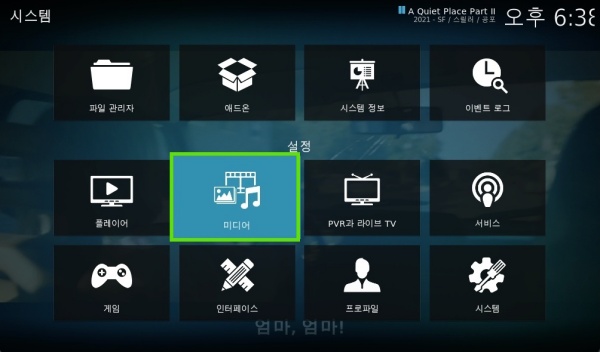 시스템
A Quiet Place Part II
2021 - SF / 스릴러 / 공포
오후 6:38
파일 관리자
애드온
시스템 정보
이벤트 로그
설정
플레이어
미디어
PVR과 라이브 TV
서비스
게임
인터페이스
프로파일
시스템
엄마, 엄마!